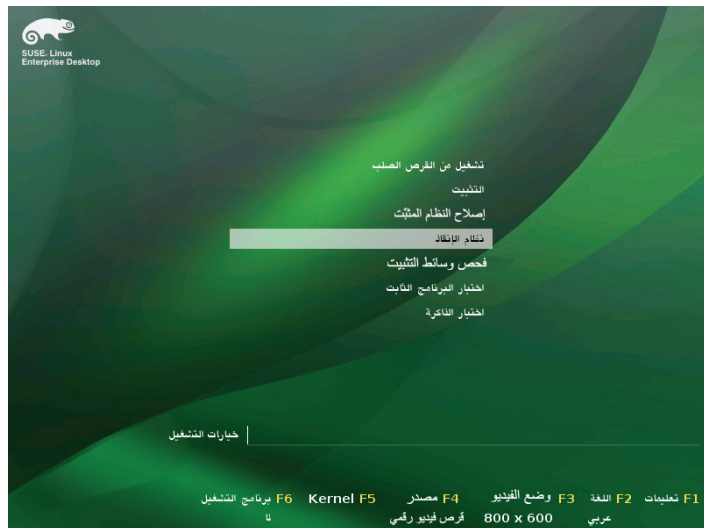 SUSE. Linux
Enterprise Desktop
تشغيل من القرص الصلب
التثبيت
إصلاح النظام المثبّت
نظام الإنقاذ
فحص وسائط التثبيت
اختبار البرنامج الثابت
اختبار الذاكرة
خيارات التشغيل
F1 تعليمات F2 اللغة F3 وضع الفيديو F4 مصدر F5 Kernel F6 برنامج التشغيل
عربي 800 x 600 قرص فيديو رقمي نا